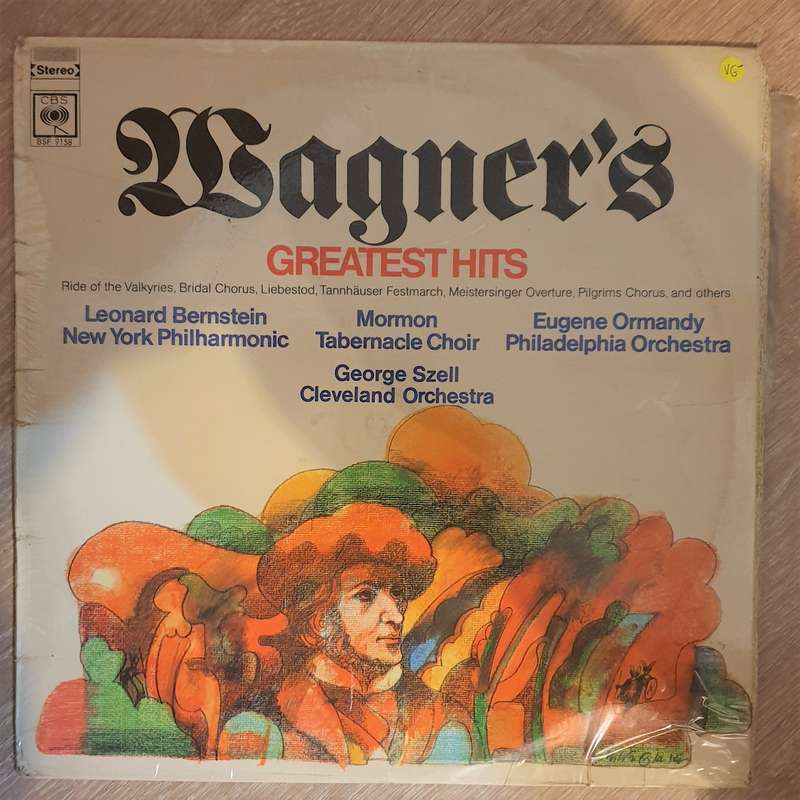 Stereo
CBS
BSF 9158
VG-
Wagner's
GREATEST HITS
Ride of the Valkyries, Bridal Chorus, Liebestod, Tannhäuser Festmarch, Meistersinger Overture, Pilgrims Chorus, and others
Leonard Bernstein
New York Philharmonic
Mormon
Tabernacle Choir
Eugene Ormandy
Philadelphia Orchestra
George Szell
Cleveland Orchestra